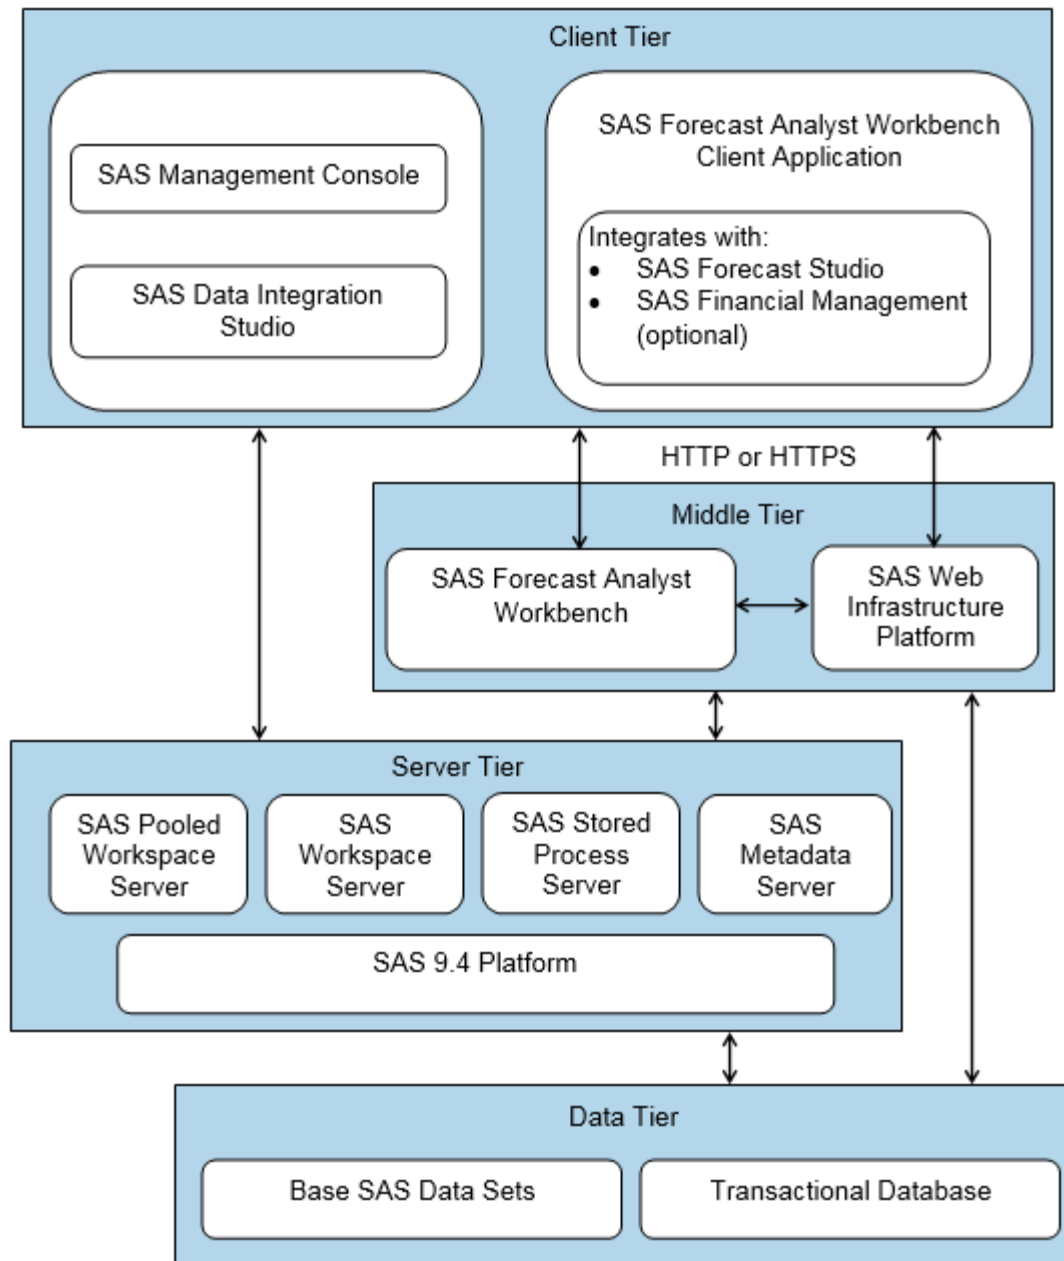 Client Tier
SAS Management Console
SAS Data Integration
Studio
SAS Forecast Analyst Workbench
Client Application
Integrates with:
• SAS Forecast Studio
• SAS Financial Management
(optional)
HTTP or HTTPS
Middle Tier
SAS Forecast Analyst
Workbench
SAS Web
Infrastructure
Platform
Server Tier
SAS Pooled
Workspace
Server
SAS
Workspace
Server
SAS Stored
Process
Server
SAS
Metadata
Server
SAS 9.4 Platform
Data Tier
Base SAS Data Sets
Transactional Database